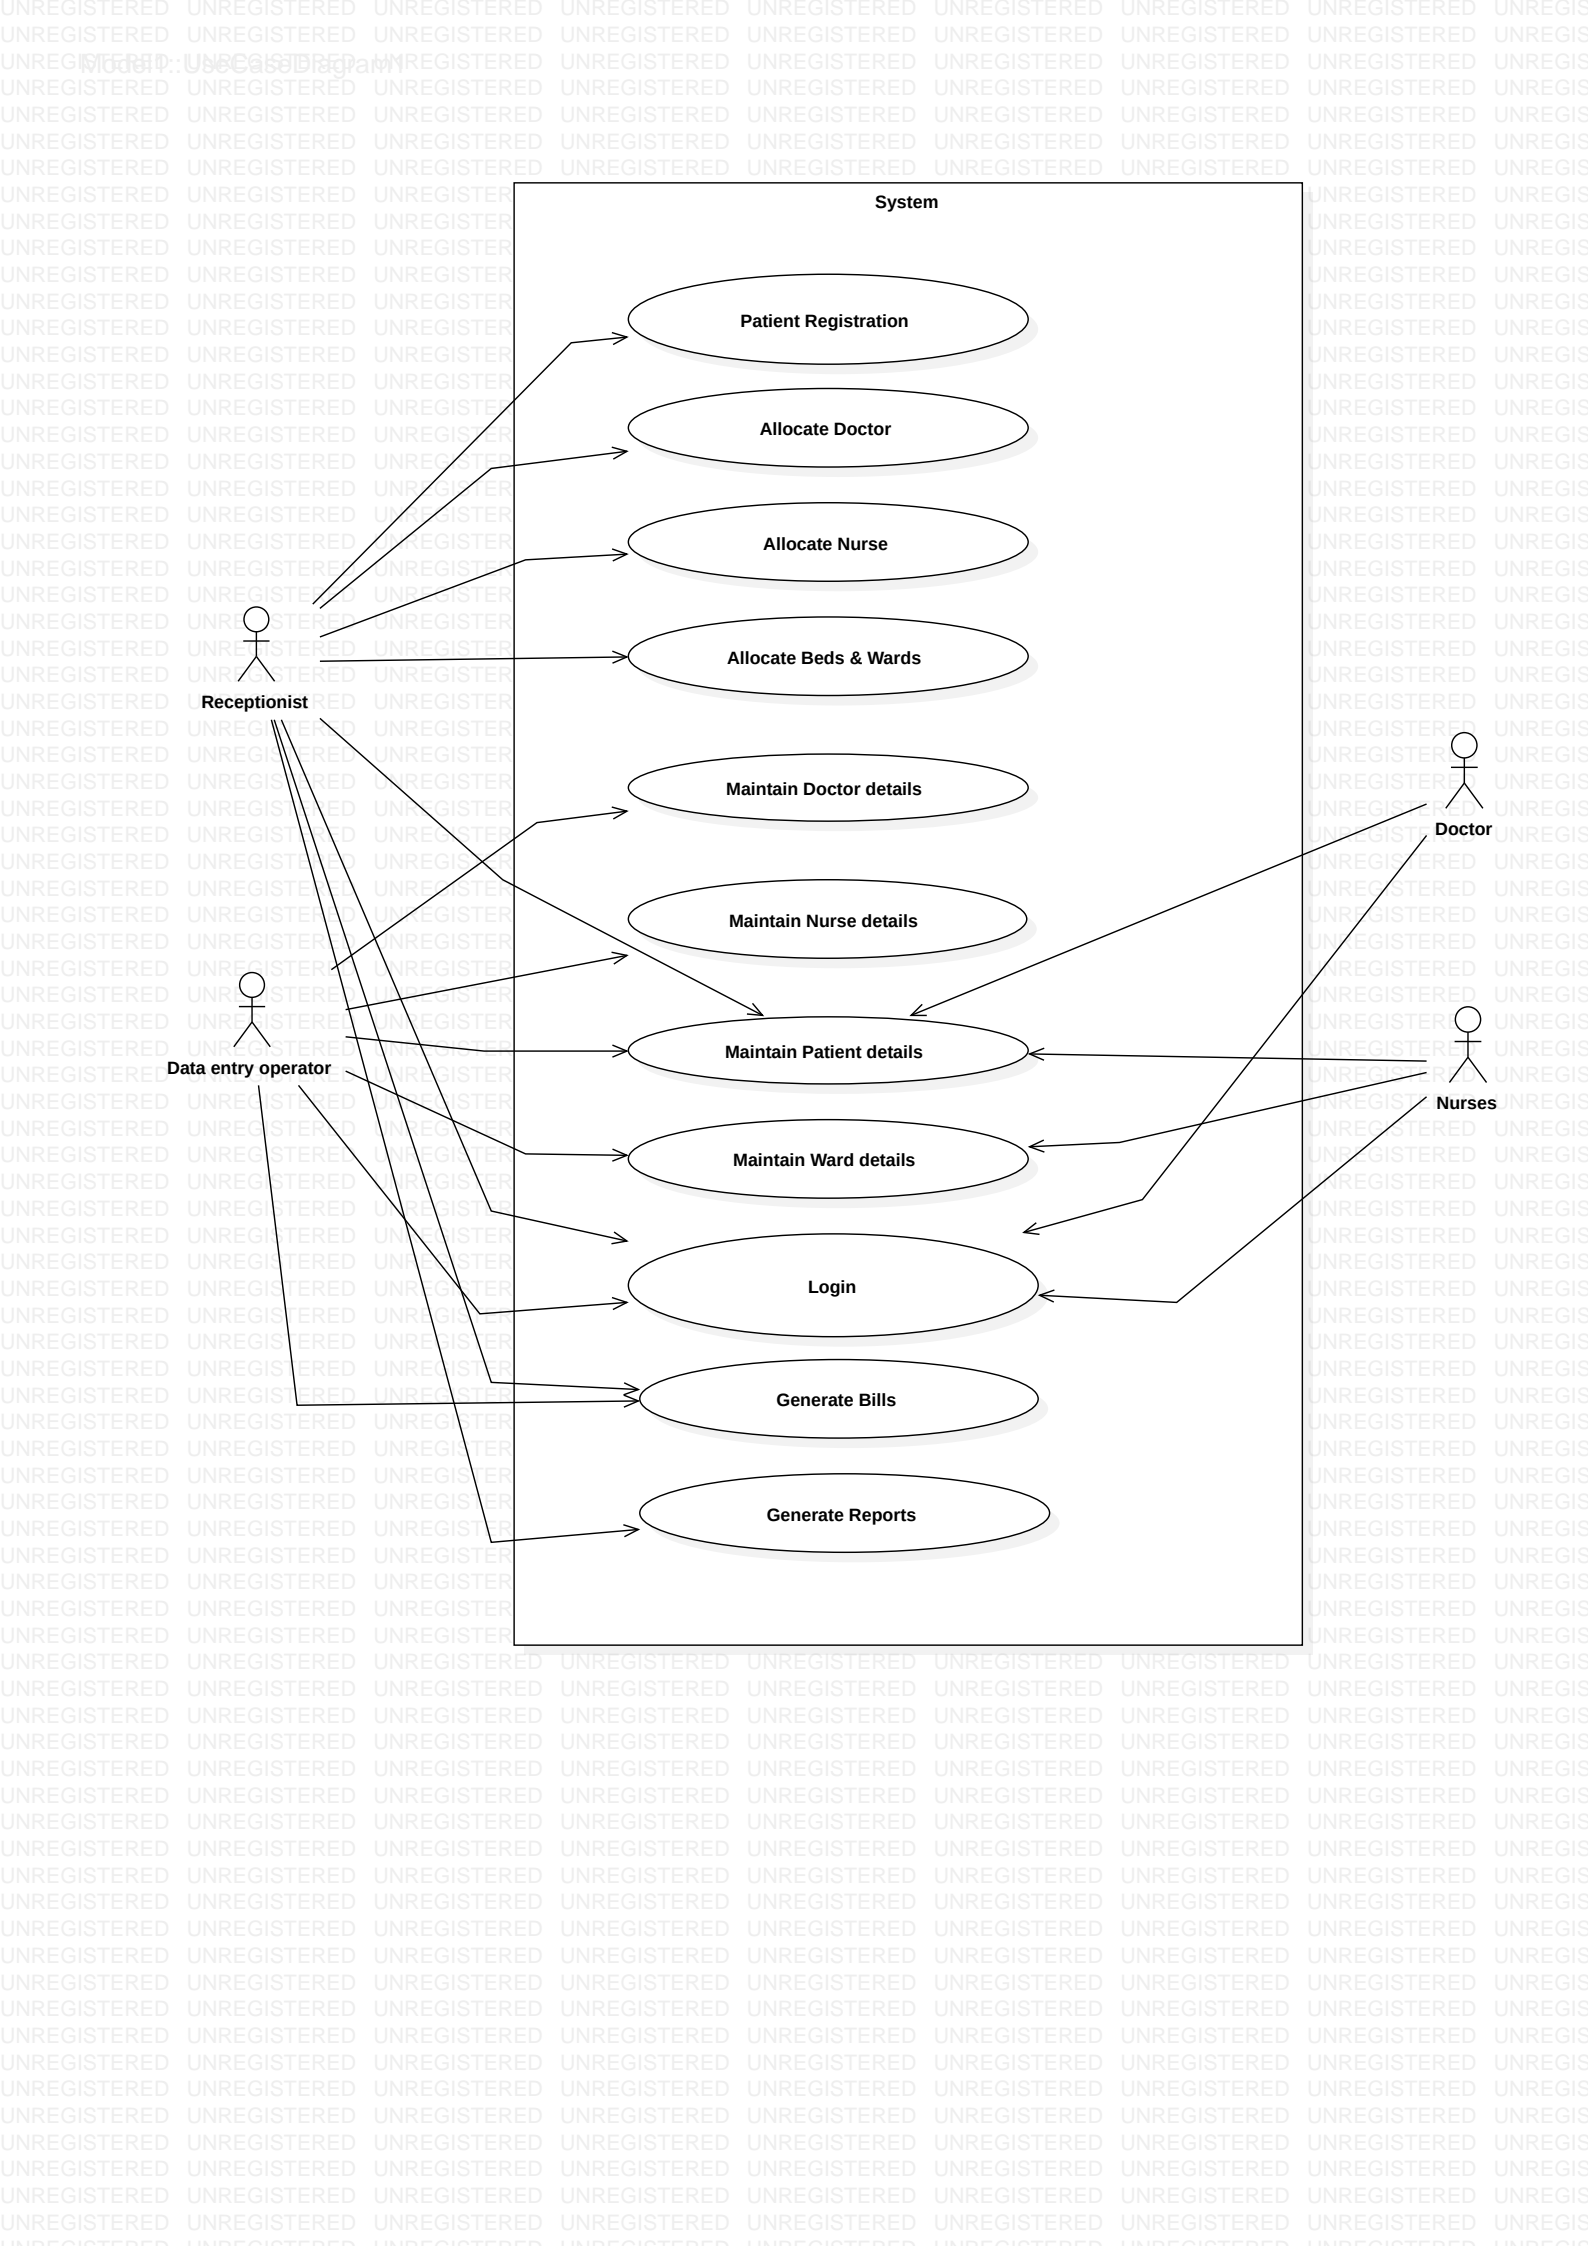 Model1::UseCaseDiagram1
System
Patient Registration
Allocate Doctor
Allocate Nurse
Allocate Beds & Wards
Receptionist
Maintain Doctor details
Doctor
Maintain Nurse details
Maintain Patient details
Data entry operator
Nurses
Maintain Ward details
Login
Generate Bills
Generate Reports
UNREGISTERED